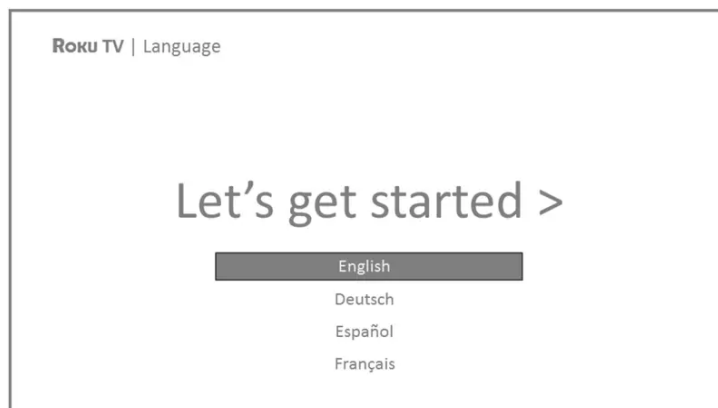 ROKU TV | Language
Let's get started >
English
Deutsch
Español
Français